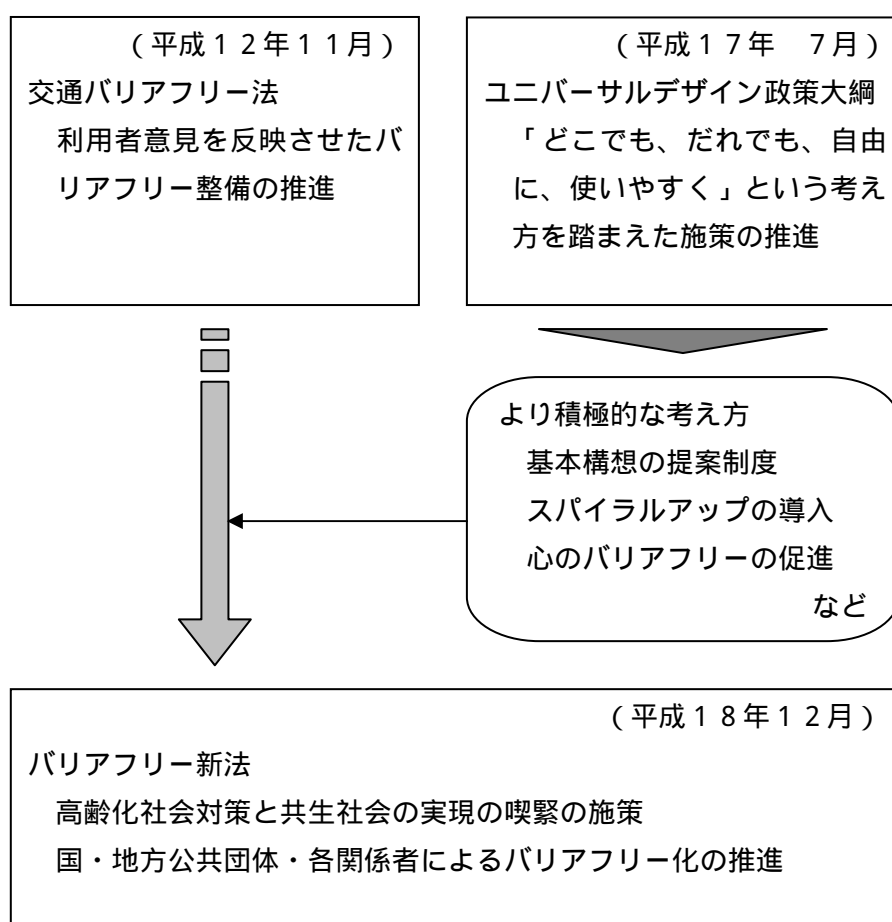 (平成12年11月)
交通バリアフリー法
利用者意見を反映させたバ
リアフリー整備の推進
(平成17年 7月)
ユニバーサルデザイン政策大綱
「どこでも、だれでも、自由
に、使いやすく」という考え
方を踏まえた施策の推進
より積極的な考え方
基本構想の提案制度
スパイラルアップの導入
心のバリアフリーの促進
など
(平成18年12月)
バリアフリー新法
高齢化社会対策と共生社会の実現の喫緊の施策
国・地方公共団体・各関係者によるバリアフリー化の推進